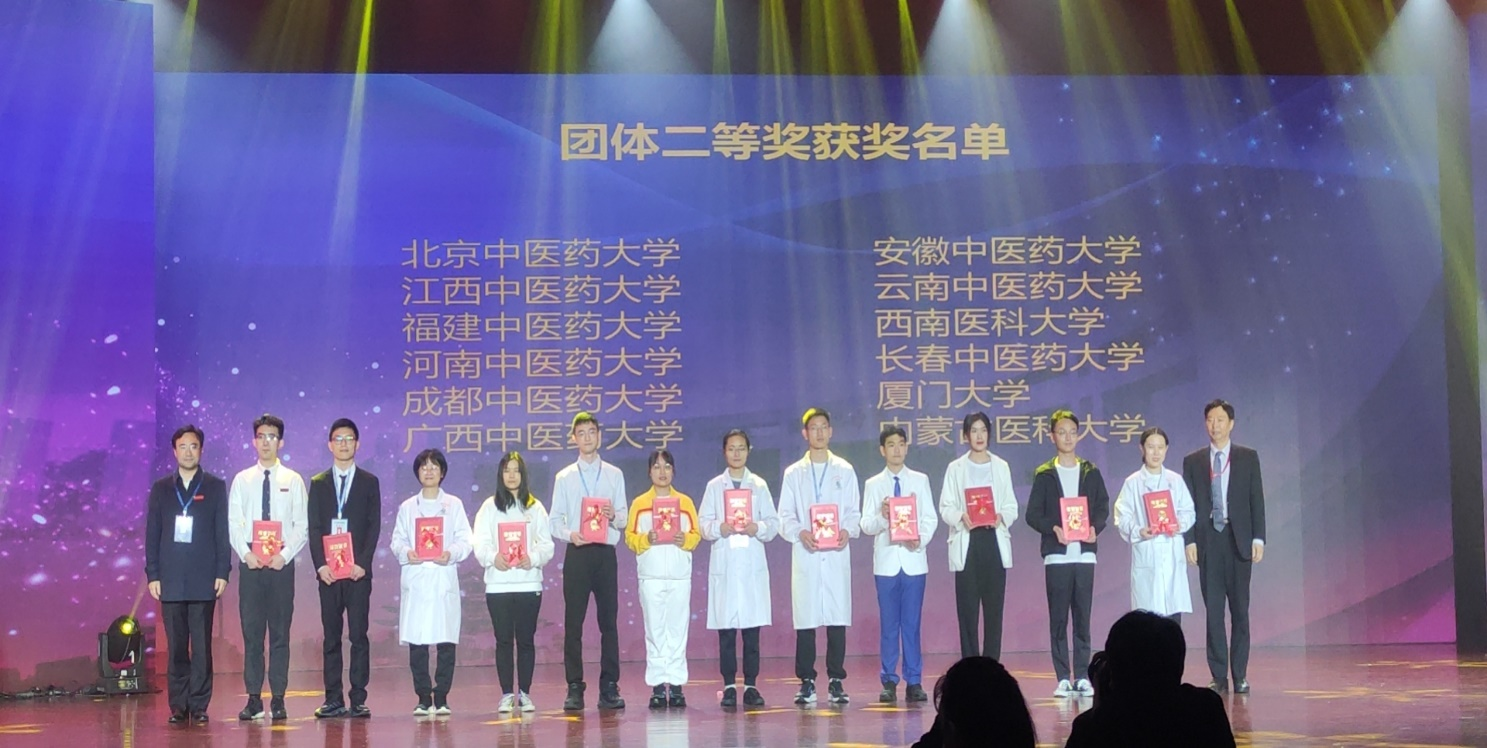 团体二等奖获奖名单
北京中医药大学
江西中医药大学
福建中医药大学
河南中医药大学
成都中医药大学
广西中医药大学
安徽中医药大学
云南中医药大学
西南医科大学
长春中医药大学
厦门大学
内蒙古医科大学